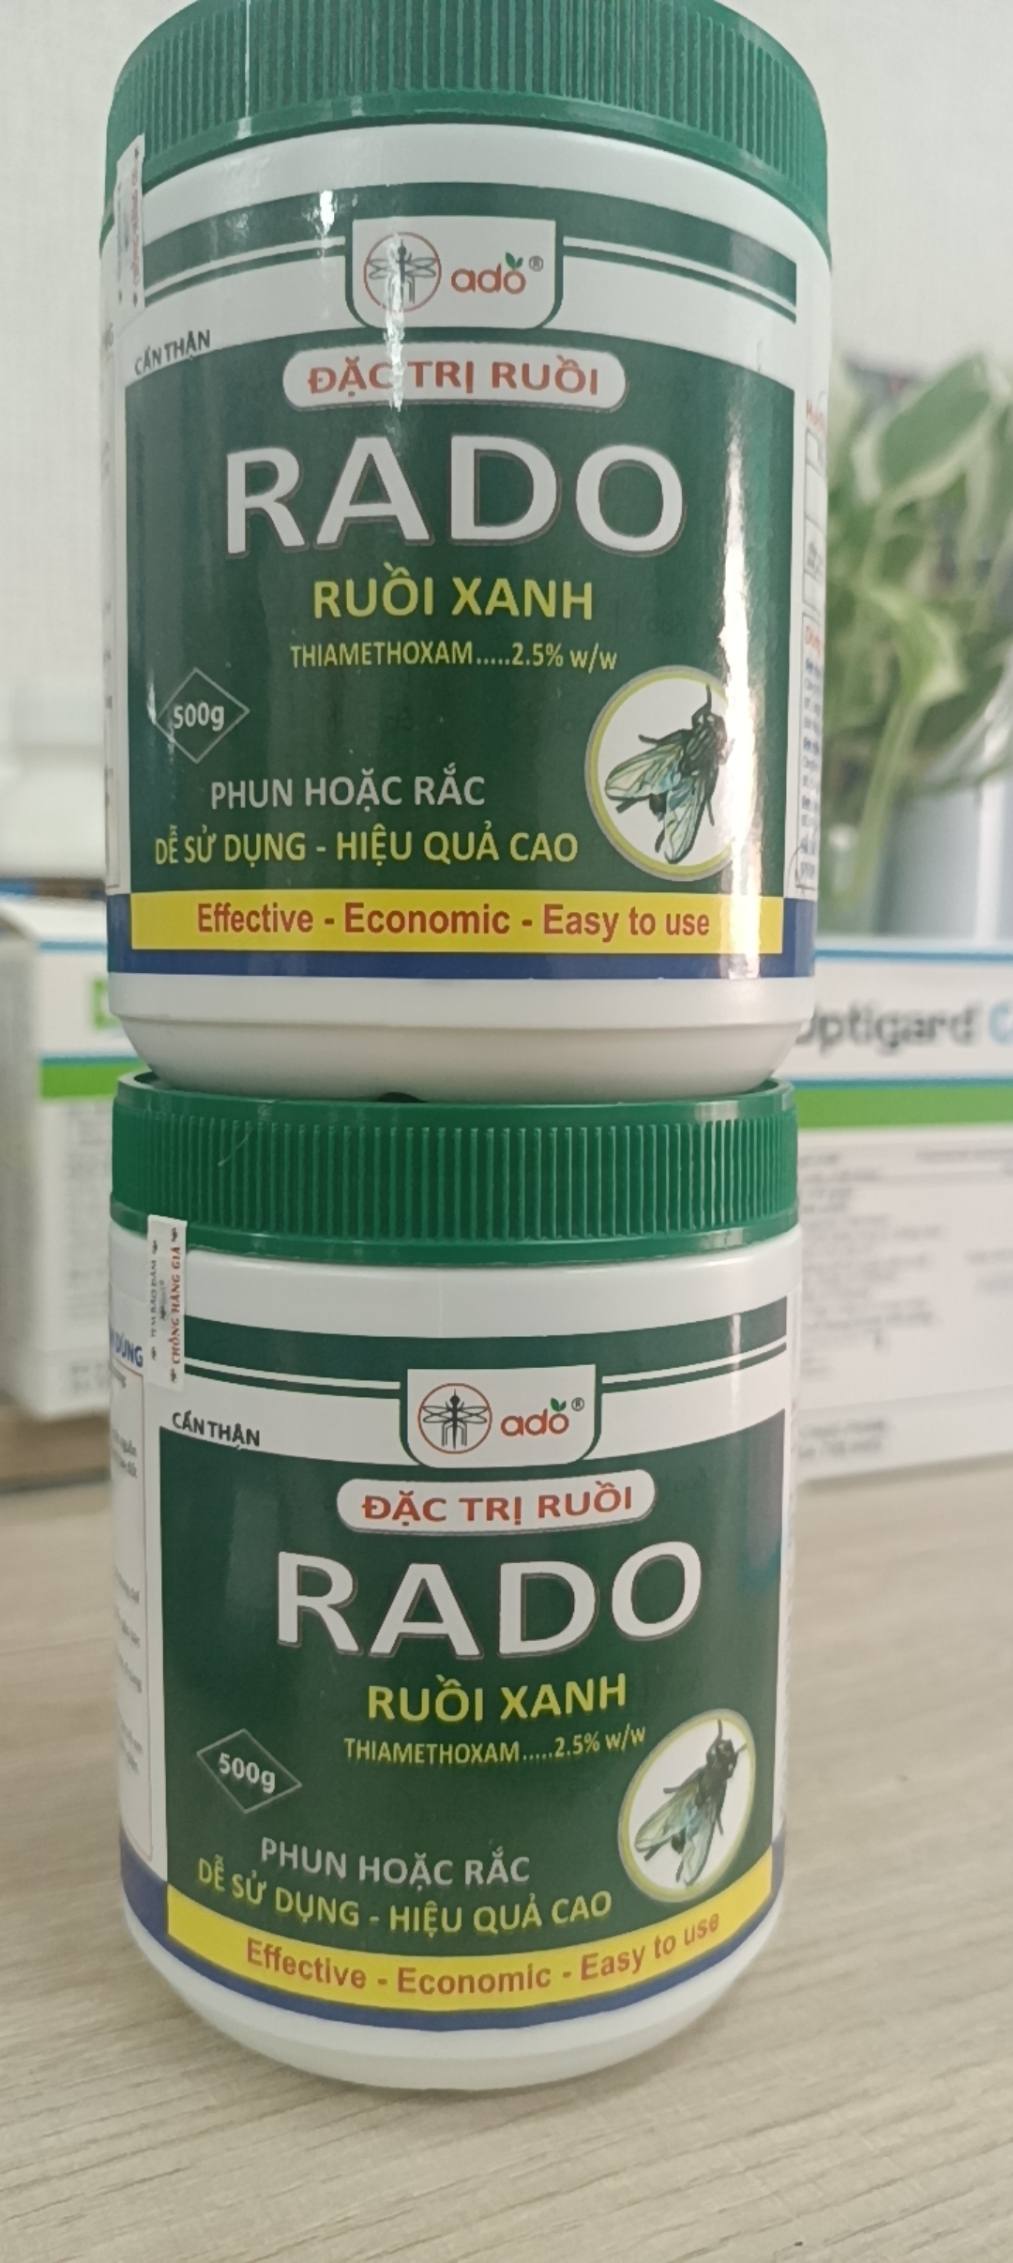 ado®
CẨN THẬN
ĐẶC TRỊ RUỒI
RADO
RUỒI XANH
THIAMETHOXAM.....2.5% w/w
500g
PHUN HOẶC RẮC
DỄ SỬ DỤNG - HIỆU QUẢ CAO
Effective - Economic - Easy to use
Optigard
CHỐNG HÀNG GIẢ
DÙNG
ado®
CẨN THẬN
ĐẶC TRỊ RUỒI
RADO
RUỒI XANH
THIAMETHOXAM.....2.5% w/w
500g
PHUN HOẶC RẮC
DỄ SỬ DỤNG - HIỆU QUẢ CAO
Effective - Economic - Easy to use